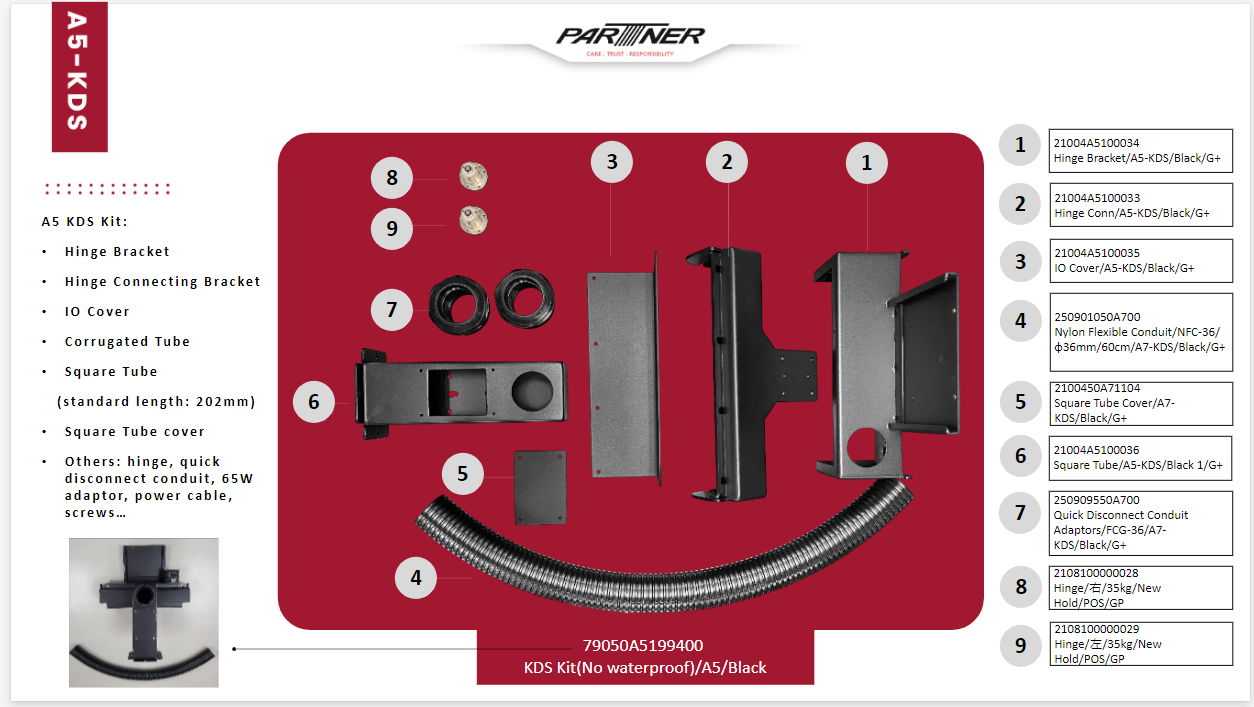 A5-KDS
PARTNER
CARE . TRUST . RESPONSIBILITY
A5 KDS Kit:
• Hinge Bracket
• Hinge Connecting Bracket
• IO Cover
• Corrugated Tube
• Square Tube
(standard length: 202mm)
• Square Tube cover
• Others: hinge, quick
disconnect conduit, 65W
adaptor, power cable,
screws…
8
9
7
6
5
4
3
2
1
79050A5199400
KDS Kit(No waterproof)/A5/Black
1
21004A5100034
Hinge Bracket/A5-KDS/Black/G+
2
21004A5100033
Hinge Conn/A5-KDS/Black/G+
3
21004A5100035
IO Cover/A5-KDS/Black/G+
4
250901050A700
Nylon Flexible Conduit/NFC-36/
φ36mm/60cm/A7-KDS/Black/G+
5
2100450A71104
Square Tube Cover/A7-
KDS/Black/G+
6
21004A5100036
Square Tube/A5-KDS/Black 1/G+
7
250909550A700
Quick Disconnect Conduit
Adaptors/FCG-36/A7-
KDS/Black/G+
8
2108100000028
Hinge/右/35kg/New
Hold/POS/GP
9
2108100000029
Hinge/左/35kg/New
Hold/POS/GP